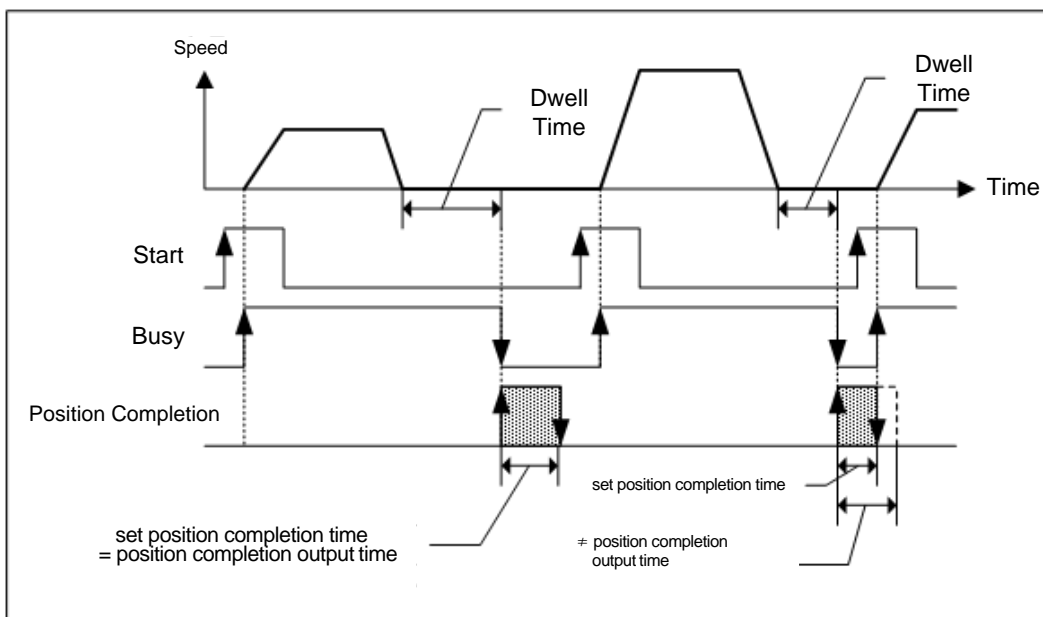 Speed
Dwell
Time
Dwell
Time
Time
Start
Busy
Position Completion
set position completion time
= position completion output time
set position completion time
≠ position completion
output time